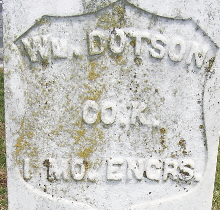 WM. DOTSON.
CO. K.
1 MO. ENGRS.